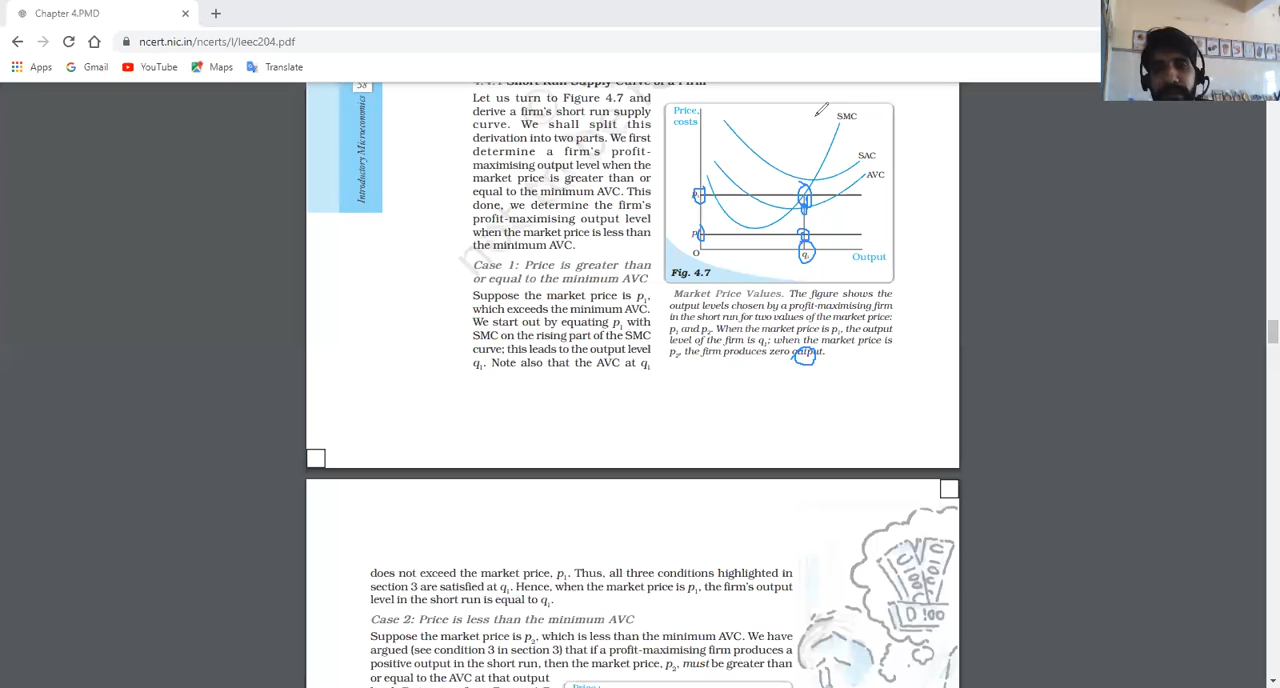 Chapter 4.PMD
ncert.nic.in/ncerts/l/leec204.pdf
Apps Gmail YouTube Maps Translate
58
Introductory Microeconomics
Let us turn to Figure 4.7 and
derive a firm's short run supply
curve. We shall split this
derivation into two parts. We first
determine a firm's profit-
maximising output level when the
market price is greater than or
equal to the minimum AVC. This
done, we determine the firm's
profit-maximising output level
when the market price is less than
the minimum AVC.
Case 1: Price is greater than
or equal to the minimum AVC
Suppose the market price is p₁,
which exceeds the minimum AVC.
We start out by equating p₁ with
SMC on the rising part of the SMC
curve; this leads to the output level
q₁. Note also that the AVC at q₁
Price,
costs
SMC
SAC
AVC
O
q₁
Output
Fig. 4.7
Market Price Values. The figure shows the
output levels chosen by a profit-maximising firm
in the short run for two values of the market price:
p₁ and p₂. When the market price is p₁, the output
level of the firm is q₁; when the market price is
p₂, the firm produces zero output.
does not exceed the market price, p₁. Thus, all three conditions highlighted in
section 3 are satisfied at q₁. Hence, when the market price is p₁, the firm's output
level in the short run is equal to q₁.
Case 2: Price is less than the minimum AVC
Suppose the market price is p₂, which is less than the minimum AVC. We have
argued (see condition 3 in section 3) that if a profit-maximising firm produces a
positive output in the short run, then the market price, p₂, must be greater than
or equal to the AVC at that output